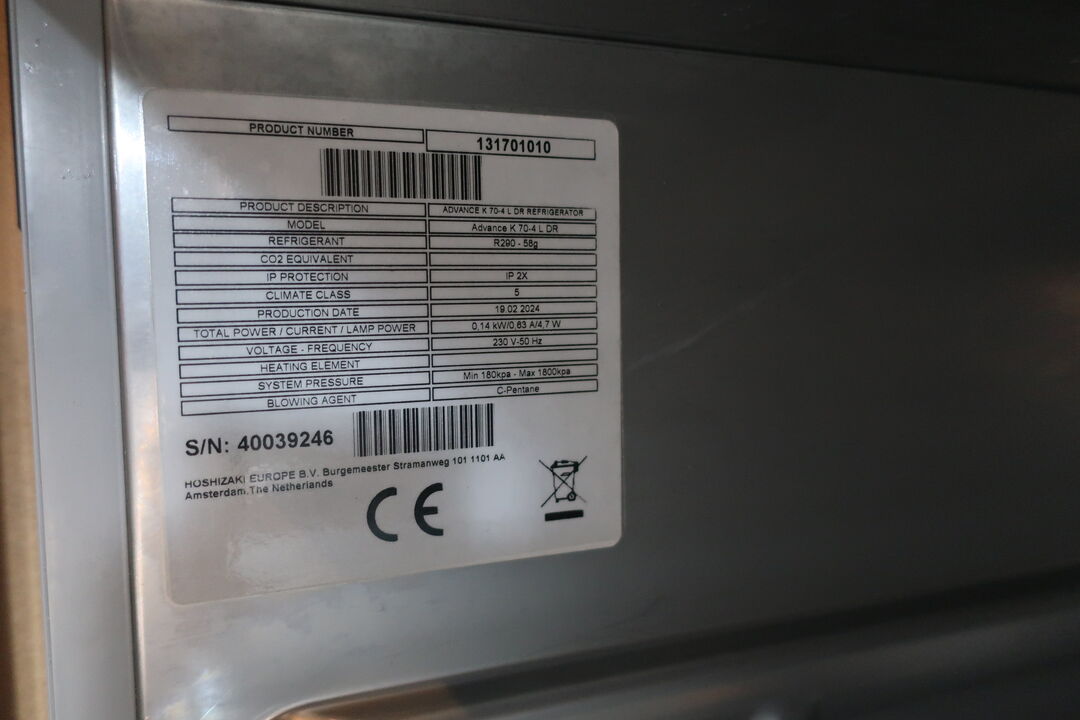 PRODUCT NUMBER 131701010
PRODUCT DESCRIPTION ADVANCE K 70-4 L DR REFRIGERATOR
MODEL Advance K 70-4 L DR
REFRIGERANT R290 - 58g
CO2 EQUIVALENT
IP PROTECTION IP 2X
CLIMATE CLASS 5
PRODUCTION DATE 19.02 2024
TOTAL POWER / CURRENT / LAMP POWER 0,14 kW/0,63 A/4,7 W
VOLTAGE - FREQUENCY 230 V-50 Hz
HEATING ELEMENT
SYSTEM PRESSURE Min 180kpa - Max 1800kpa
BLOWING AGENT C-Pentane
S/N: 40039246
HOSHIZAKI EUROPE B.V. Burgemeester Stramanweg 101 1101 AA
Amsterdam.The Netherlands
CE